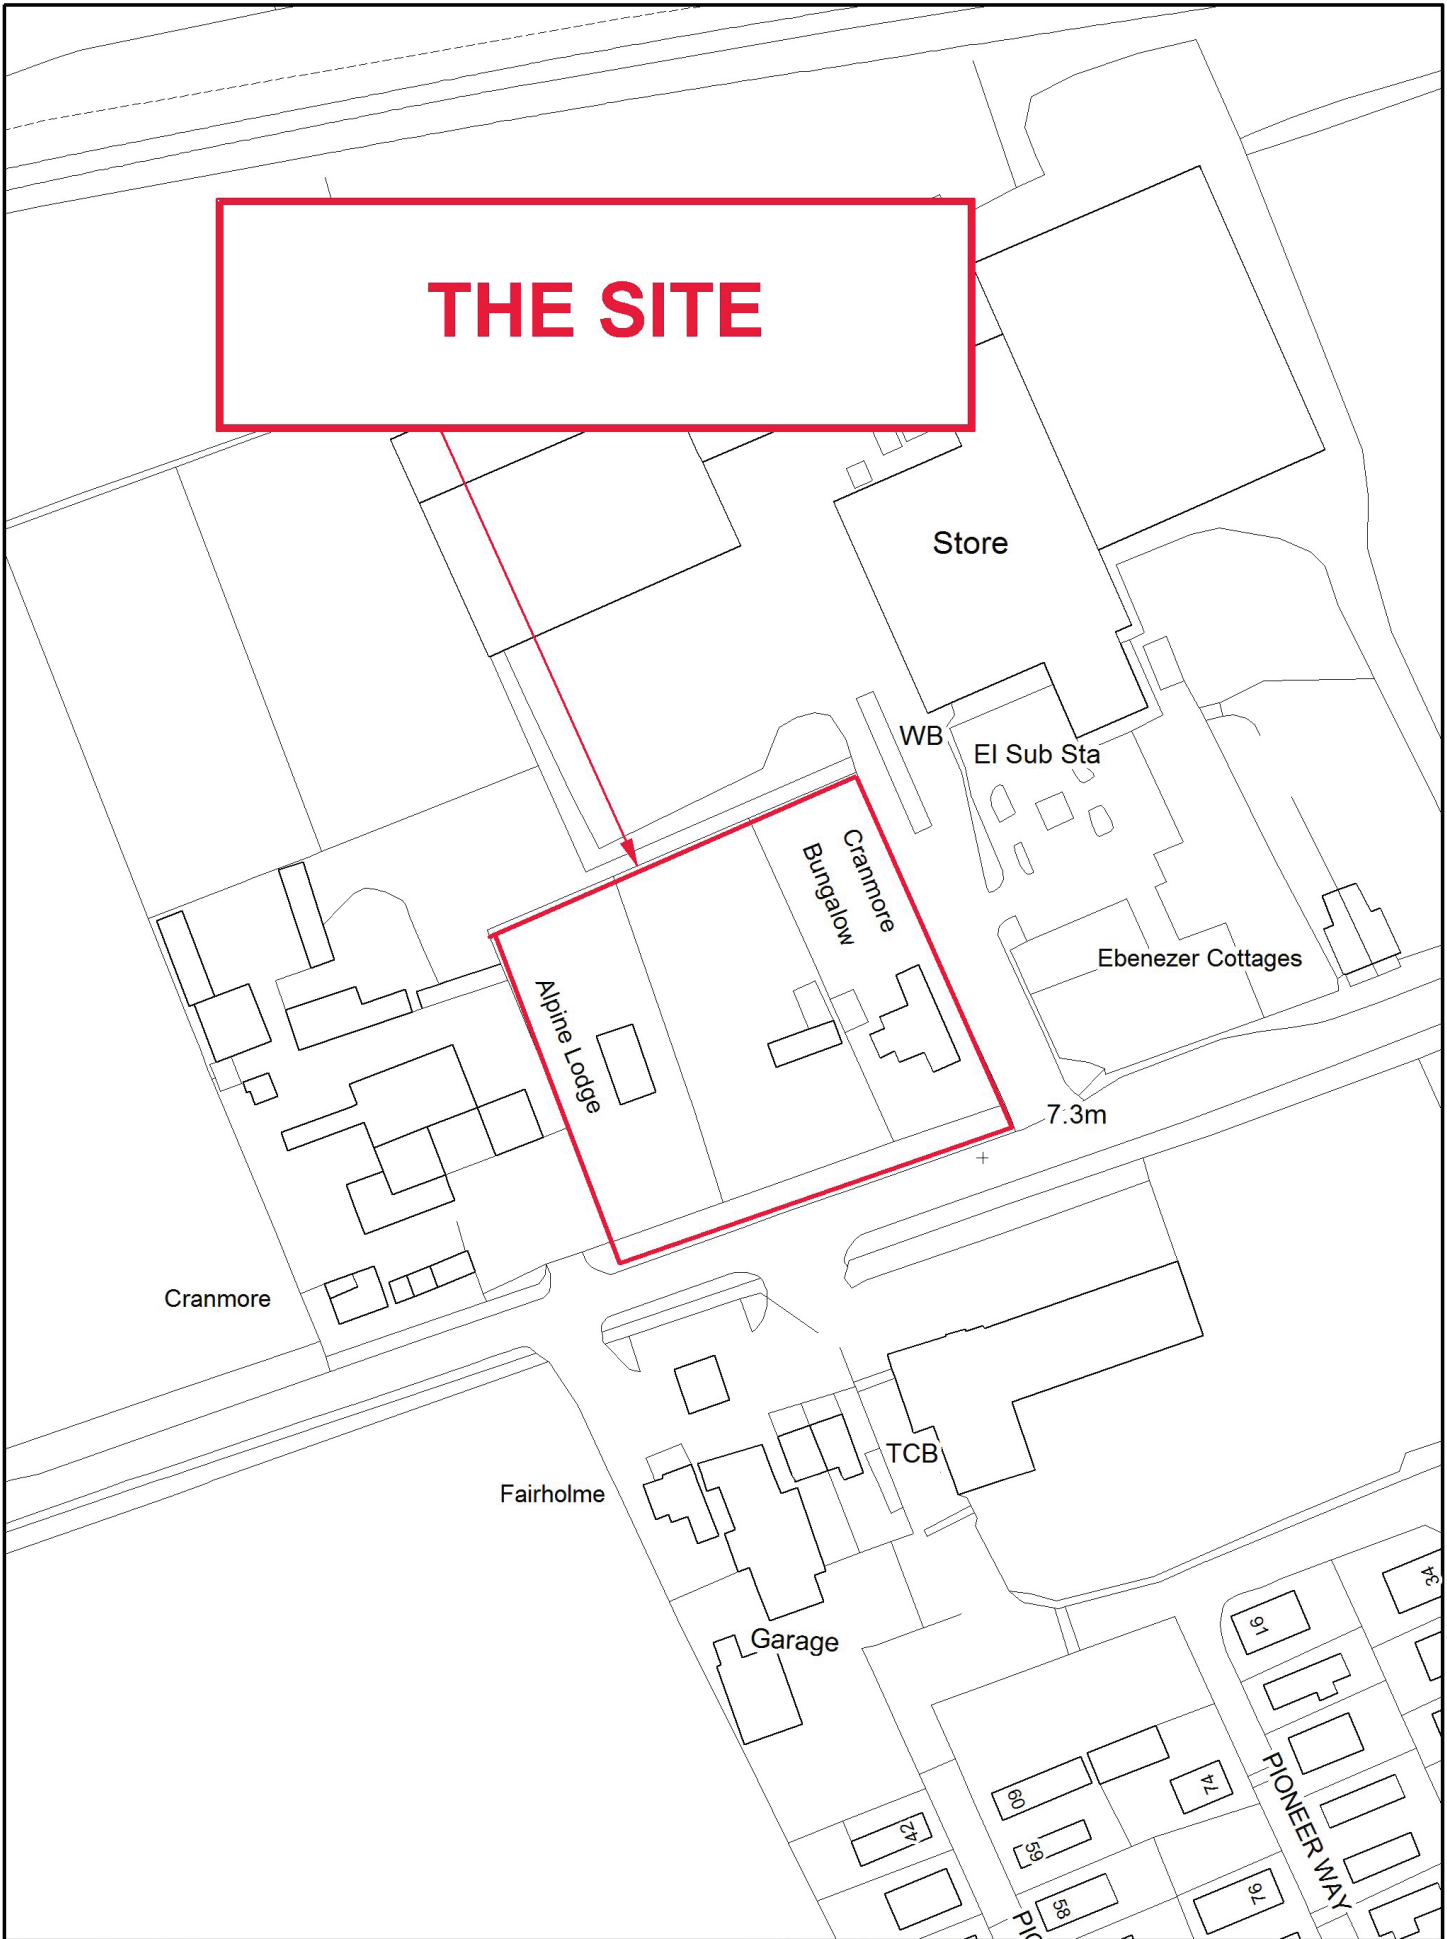 THE SITE
Store
WB
El Sub Sta
Cranmore
Bungalow
Alpine Lodge
Ebenezer Cottages
7.3m
Cranmore
TCB
Fairholme
Garage
34
91
PIONEER WAY
74
60
42
59
76
58
PIO